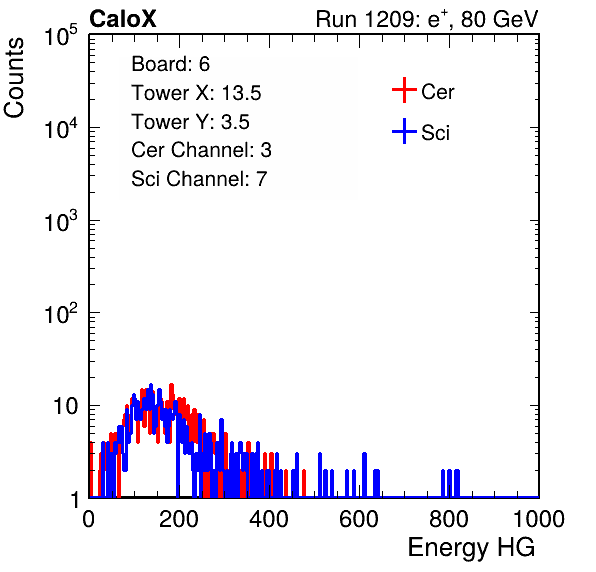 CaloX Run 1209: e⁺, 80 GeV
Counts
10⁵
10⁴
10³
10²
10
1
Board: 6
Tower X: 13.5
Tower Y: 3.5
Cer Channel: 3
Sci Channel: 7
Cer
Sci
0 200 400 600 800 1000
Energy HG